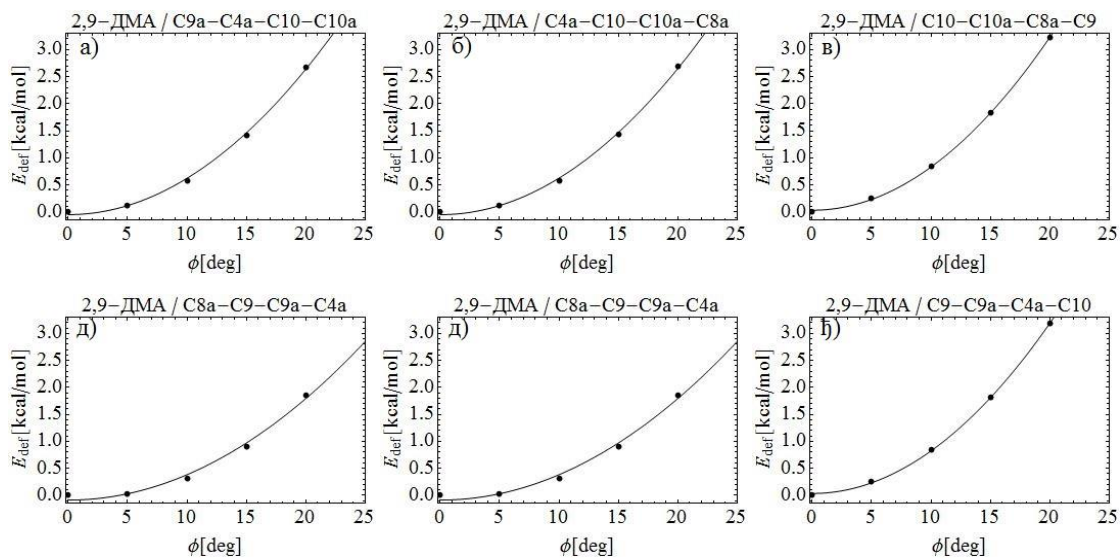 2,9−ДМА / C9a−C4a−C10−C10a
а)
E_def [kcal/mol]
3.0
2.5
2.0
1.5
1.0
0.5
0.0
0 5 10 15 20 25
ϕ[deg]
2,9−ДМА / C4a−C10−C10a−C8a
б)
E_def [kcal/mol]
3.0
2.5
2.0
1.5
1.0
0.5
0.0
0 5 10 15 20 25
ϕ[deg]
2,9−ДМА / C10−C10a−C8a−C9
в)
E_def [kcal/mol]
3.0
2.5
2.0
1.5
1.0
0.5
0.0
0 5 10 15 20 25
ϕ[deg]
2,9−ДМА / C8a−C9−C9a−C4a
д)
E_def [kcal/mol]
3.0
2.5
2.0
1.5
1.0
0.5
0.0
0 5 10 15 20 25
ϕ[deg]
2,9−ДМА / C8a−C9−C9a−C4a
д)
E_def [kcal/mol]
3.0
2.5
2.0
1.5
1.0
0.5
0.0
0 5 10 15 20 25
ϕ[deg]
2,9−ДМА / C9−C9a−C4a−C10
ђ)
E_def [kcal/mol]
3.0
2.5
2.0
1.5
1.0
0.5
0.0
0 5 10 15 20 25
ϕ[deg]